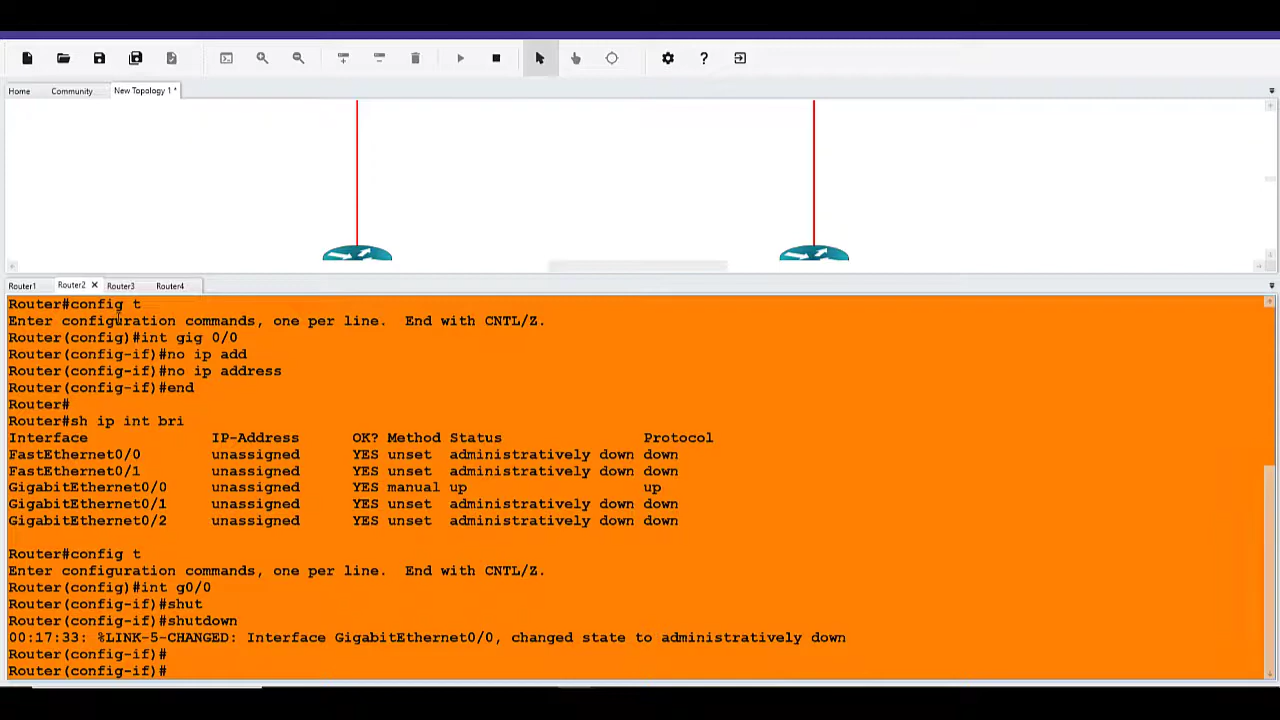 ?
Home Community New Topology 1 *
Router1 Router2 Router3 Router4
Router#config t
Enter configuration commands, one per line.  End with CNTL/Z.
Router(config)#int gig 0/0
Router(config-if)#no ip add
Router(config-if)#no ip address
Router(config-if)#end
Router#
Router#sh ip int bri
Interface IP-Address OK? Method Status Protocol
FastEthernet0/0 unassigned YES unset administratively down down
FastEthernet0/1 unassigned YES unset administratively down down
GigabitEthernet0/0 unassigned YES manual up up
GigabitEthernet0/1 unassigned YES unset administratively down down
GigabitEthernet0/2 unassigned YES unset administratively down down
Router#config t
Enter configuration commands, one per line.  End with CNTL/Z.
Router(config)#int g0/0
Router(config-if)#shut
Router(config-if)#shutdown
00:17:33: %LINK-5-CHANGED: Interface GigabitEthernet0/0, changed state to administratively down
Router(config-if)#
Router(config-if)#